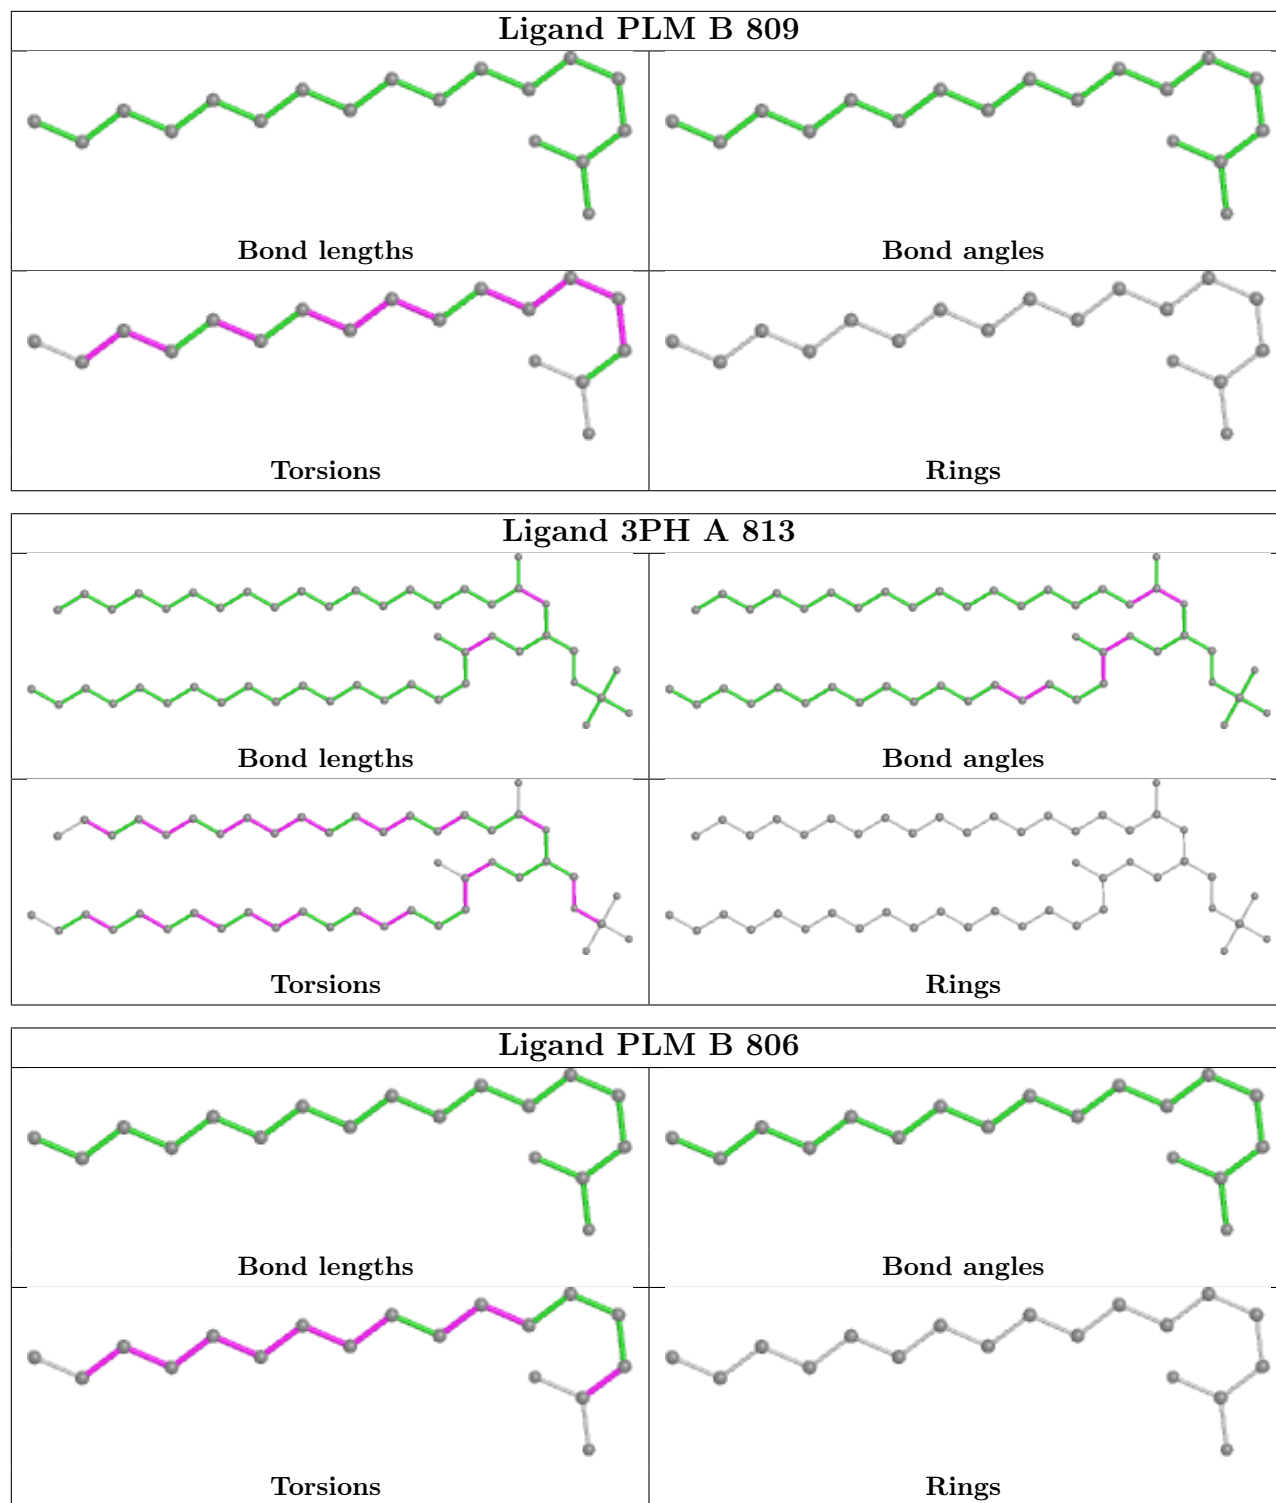 Ligand PLM B 809
Bond lengths
Bond angles
Torsions
Rings
Ligand 3PH A 813
Bond lengths
Bond angles
Torsions
Rings
Ligand PLM B 806
Bond lengths
Bond angles
Torsions
Rings